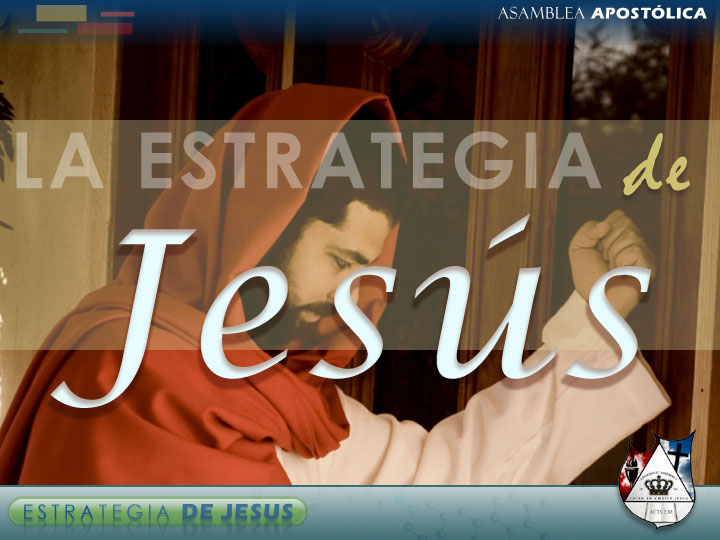 ASAMBLEA APOSTÓLICA
LA ESTRATEGIA de
Jesús
ESTRATEGIA DE JESUS
ACTS 2:38